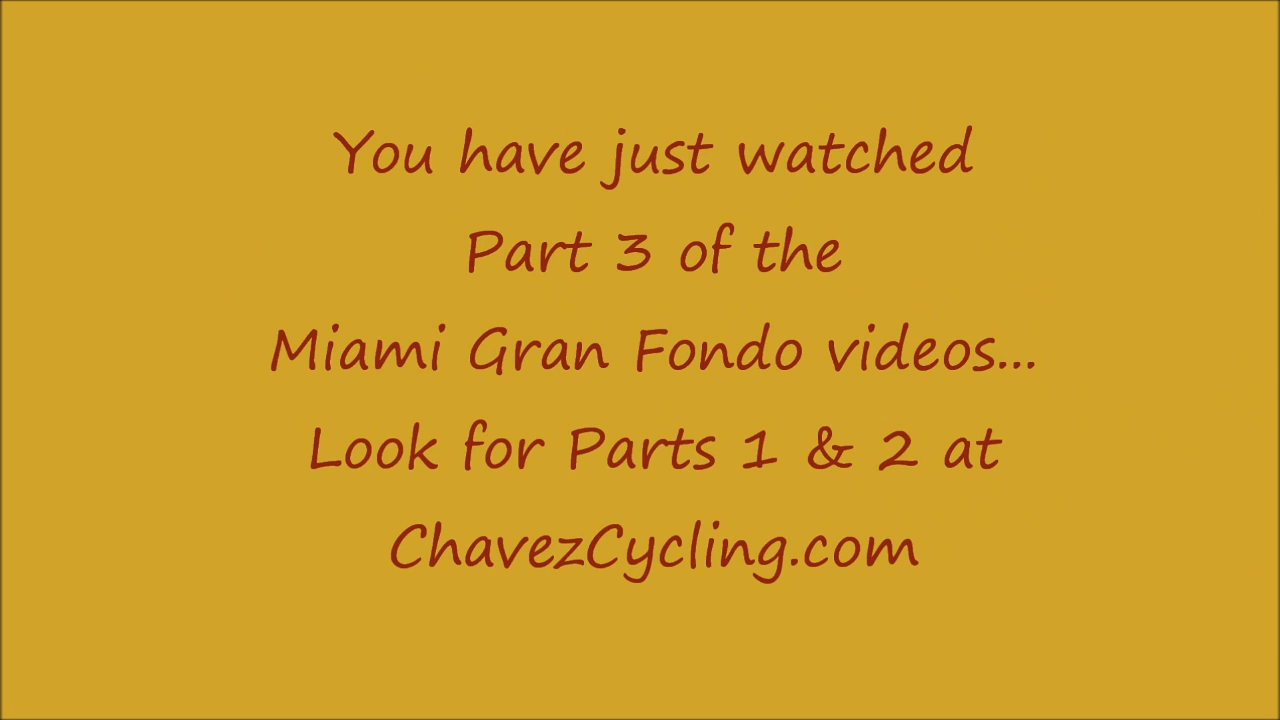 You have just watched
Part 3 of the
Miami Gran Fondo videos...
Look for Parts 1 & 2 at
ChavezCycling.com